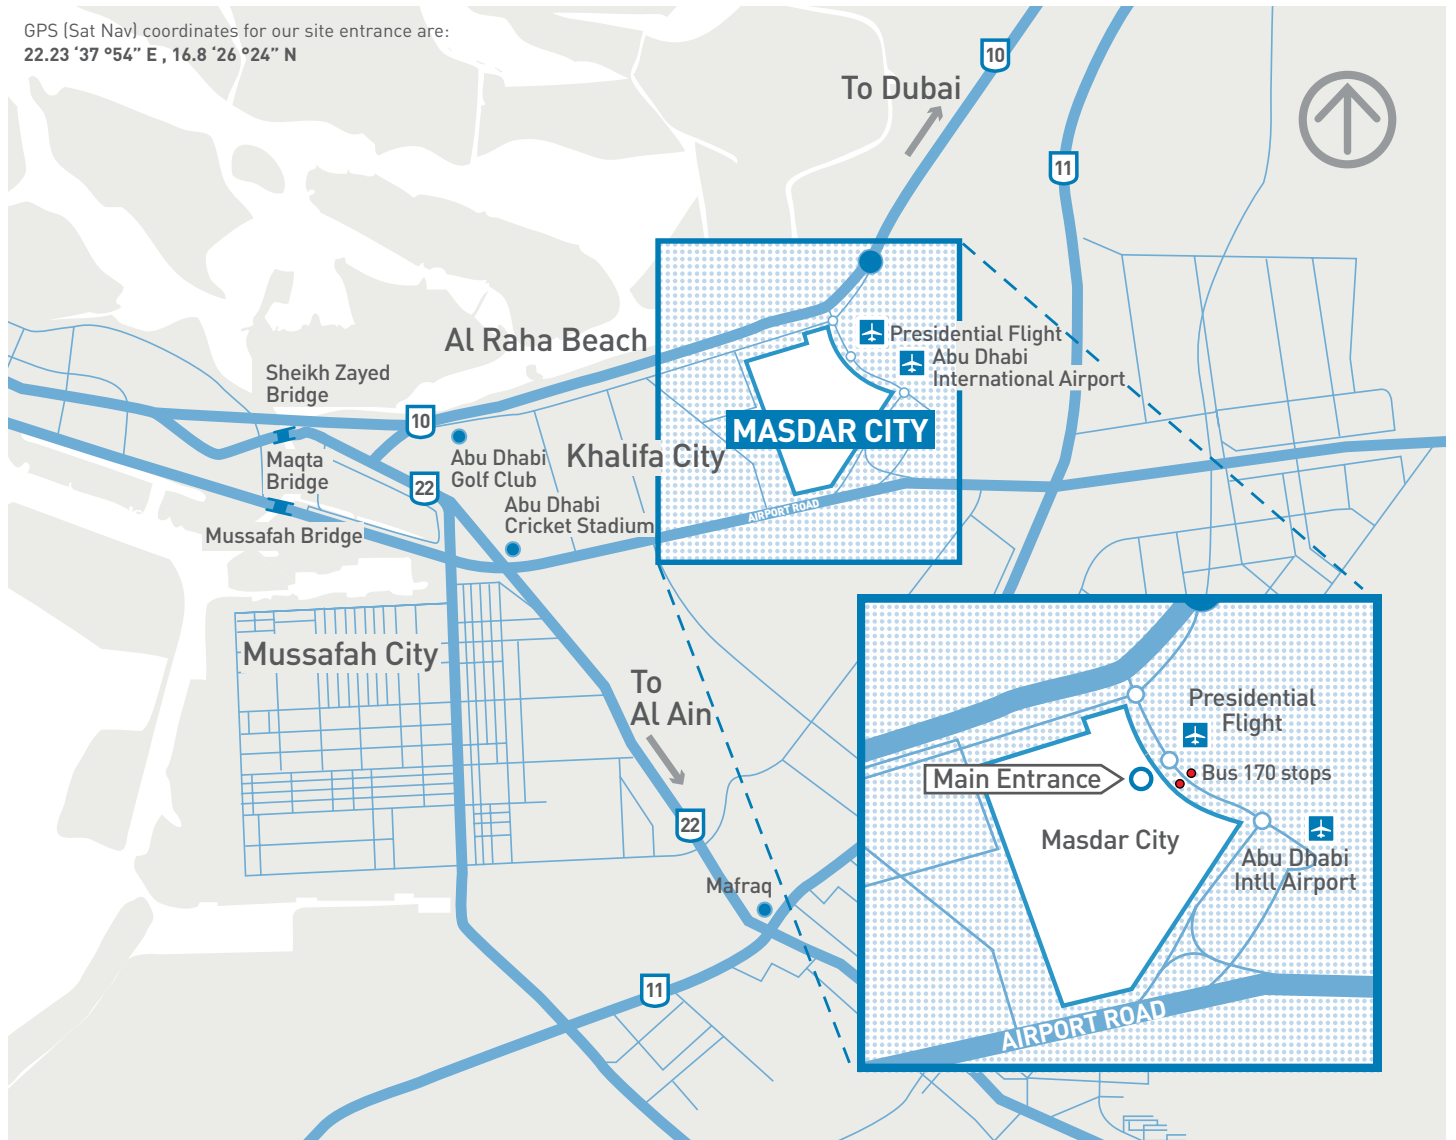 GPS (Sat Nav) coordinates for our site entrance are:
22.23 ‘37 °54” E , 16.8 ‘26 °24” N
10
To Dubai
11
Al Raha Beach
Presidential Flight
Abu Dhabi
International Airport
Sheikh Zayed
Bridge
10
MASDAR CITY
Abu Dhabi
Golf Club
Khalifa City
Maqta
Bridge
22
Abu Dhabi
Cricket Stadium
AIRPORT ROAD
Mussafah Bridge
Mussafah City
To
Al Ain
22
Mafraq
11
Presidential
Flight
Main Entrance
Bus 170 stops
Masdar City
Abu Dhabi
Intll Airport
AIRPORT ROAD